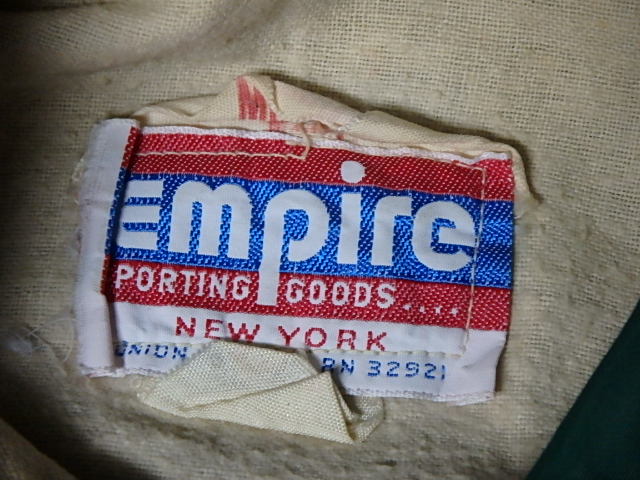 Empire
PORTING GOODS....
NEW YORK
UNION RN 32921